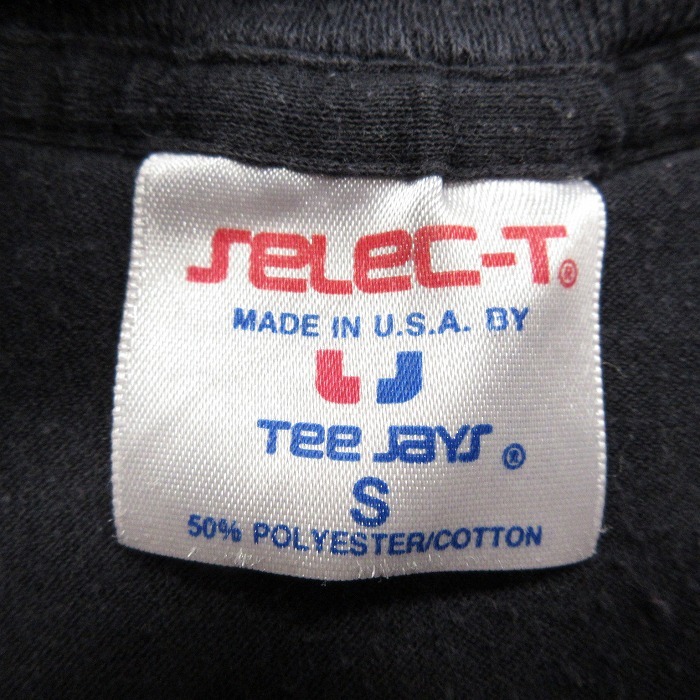 SELEC-T®
MADE IN U.S.A. BY
TEE JAYS ®
S
50% POLYESTER/COTTON